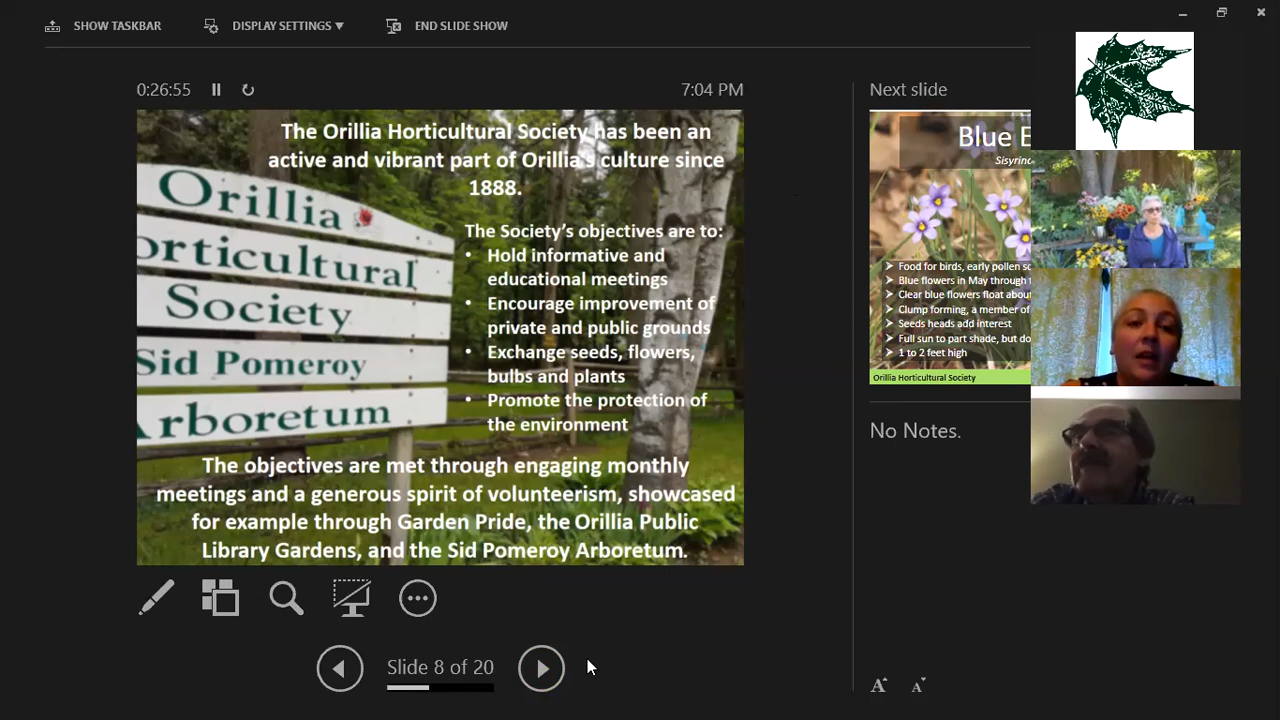 SHOW TASKBAR
DISPLAY SETTINGS ▼
END SLIDE SHOW
0:26:55
7:04 PM
The Orillia Horticultural Society has been an
active and vibrant part of Orillia's culture since
1888.
Orillia
orticultural
Society
Sid Pomeroy
Arboretum
The Society's objectives are to:
• Hold informative and
educational meetings
• Encourage improvement of
private and public grounds
• Exchange seeds, flowers,
bulbs and plants
• Promote the protection of
the environment
The objectives are met through engaging monthly
meetings and a generous spirit of volunteerism, showcased
for example through Garden Pride, the Orillia Public
Library Gardens, and the Sid Pomeroy Arboretum.
Slide 8 of 20
Next slide
Blue
➤ Food for birds, early pollen
➤ Blue flowers in May through
➤ Clear blue flowers float
➤ Clump forming, a member of
➤ Seeds heads add interest
➤ Full sun to part shade, but
➤ 1 to 2 feet high
Orillia Horticultural Society
No Notes.
A A